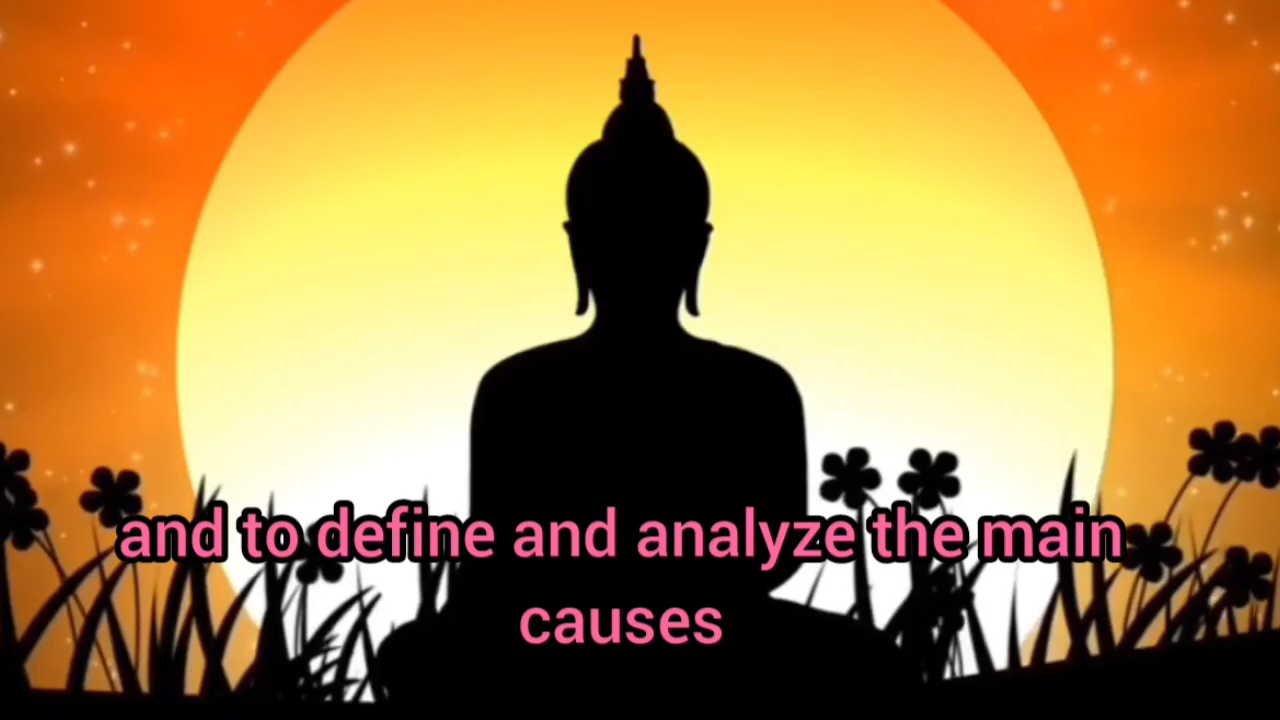 and to define and analyze the main
causes